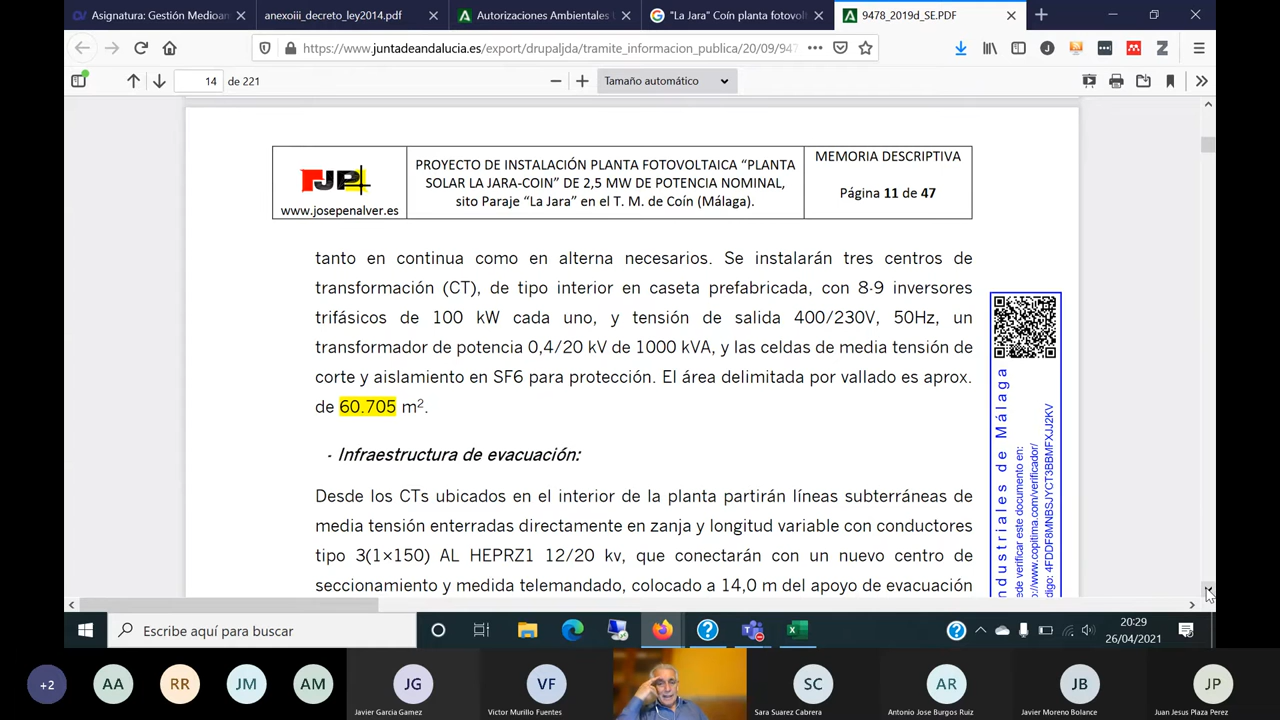 Asignatura: Gestión Medioam
anexoiii_decreto_ley2014.pdf
Autorizaciones Ambientales U
"La Jara" Coín planta fotovolt
9478_2019d_SE.PDF
https://www.juntadeandalucia.es/export/drupaljda/tramite_informacion_publica/20/09/947
14 de 221
Tamaño automático
JP
www.josepenalver.es
PROYECTO DE INSTALACIÓN PLANTA FOTOVOLTAICA “PLANTA
SOLAR LA JARA-COIN” DE 2,5 MW DE POTENCIA NOMINAL,
sito Paraje “La Jara” en el T. M. de Coín (Málaga).
MEMORIA DESCRIPTIVA
Página 11 de 47
tanto en continua como en alterna necesarios. Se instalarán tres centros de
transformación (CT), de tipo interior en caseta prefabricada, con 8-9 inversores
trifásicos de 100 kW cada uno, y tensión de salida 400/230V, 50Hz, un
transformador de potencia 0,4/20 kV de 1000 kVA, y las celdas de media tensión de
corte y aislamiento en SF6 para protección. El área delimitada por vallado es aprox.
de 60.705 m².
- Infraestructura de evacuación:
Desde los CTs ubicados en el interior de la planta partirán líneas subterráneas de
media tensión enterradas directamente en zanja y longitud variable con conductores
tipo 3(1×150) AL HEPRZ1 12/20 kv, que conectarán con un nuevo centro de
seccionamiento y medida telemandado, colocado a 14,0 m del apoyo de evacuación
ndustriales de Málaga
ede verificar este documento en:
://www.copitima.com/verificador/
digo: 4FDDF8MNBSJYCT3BBMFXJJ2KV
Escribe aquí para buscar
20:29
26/04/2021
+2
AA
RR
JM
AM
JG
Javier Garcia Gamez
VF
Victor Murillo Fuentes
SC
Sara Suarez Cabrera
AR
Antonio Jose Burgos Ruiz
JB
Javier Moreno Bolance
JP
Juan Jesus Plaza Perez